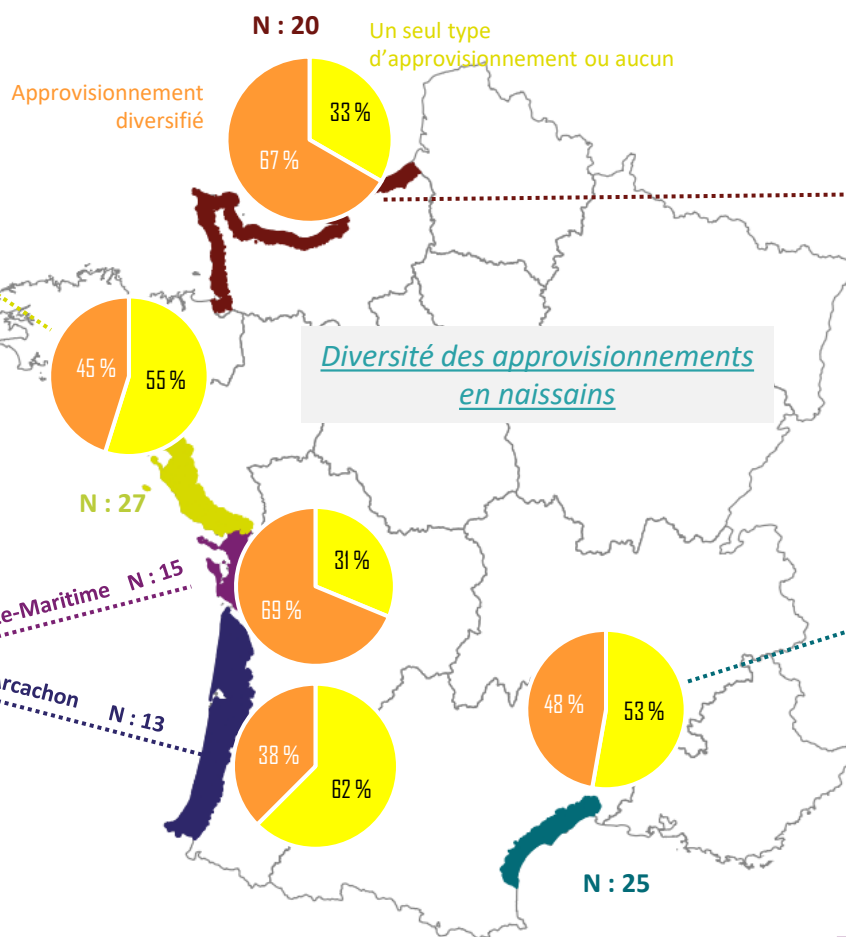 N : 20
Un seul type
d'approvisionnement ou aucun
Approvisionnement
diversifié
33 %
67 %
Diversité des approvisionnements
en naissains
45 %
55 %
N : 27
31 %
69 %
e-Maritime N : 15
rcachon N : 13
38 %
62 %
48 %
53 %
N : 25